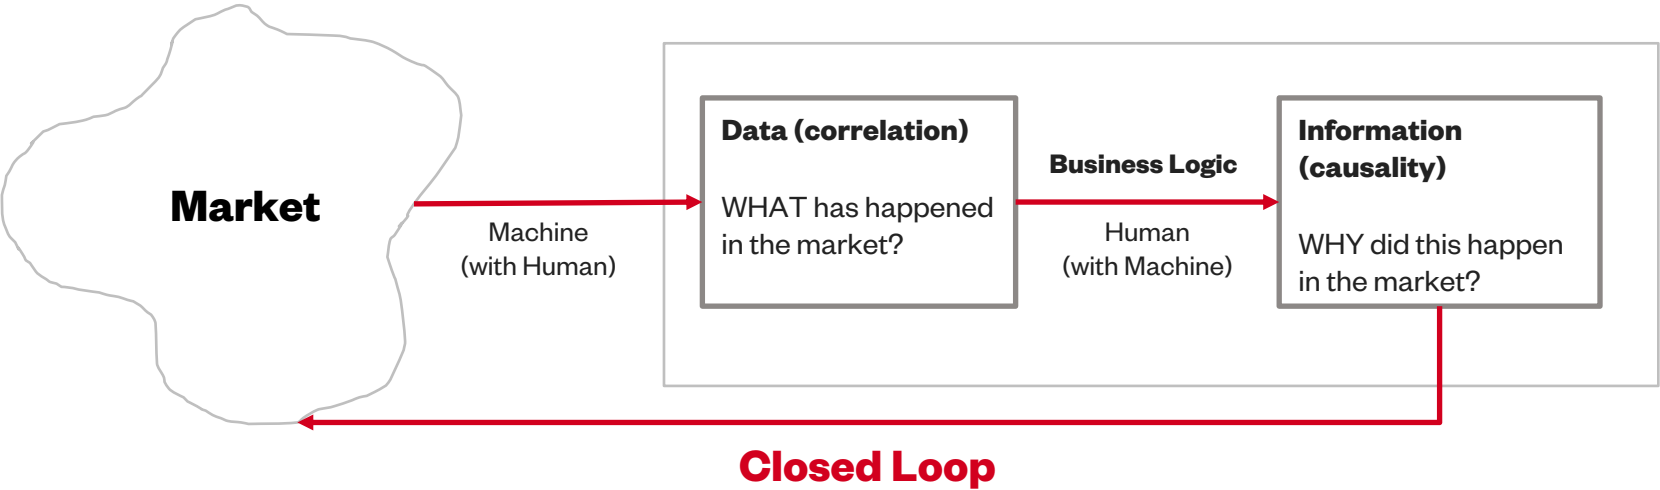 Market
Machine
(with Human)
Data (correlation)
WHAT has happened
in the market?
Business Logic
Human
(with Machine)
Information
(causality)
WHY did this happen
in the market?
Closed Loop